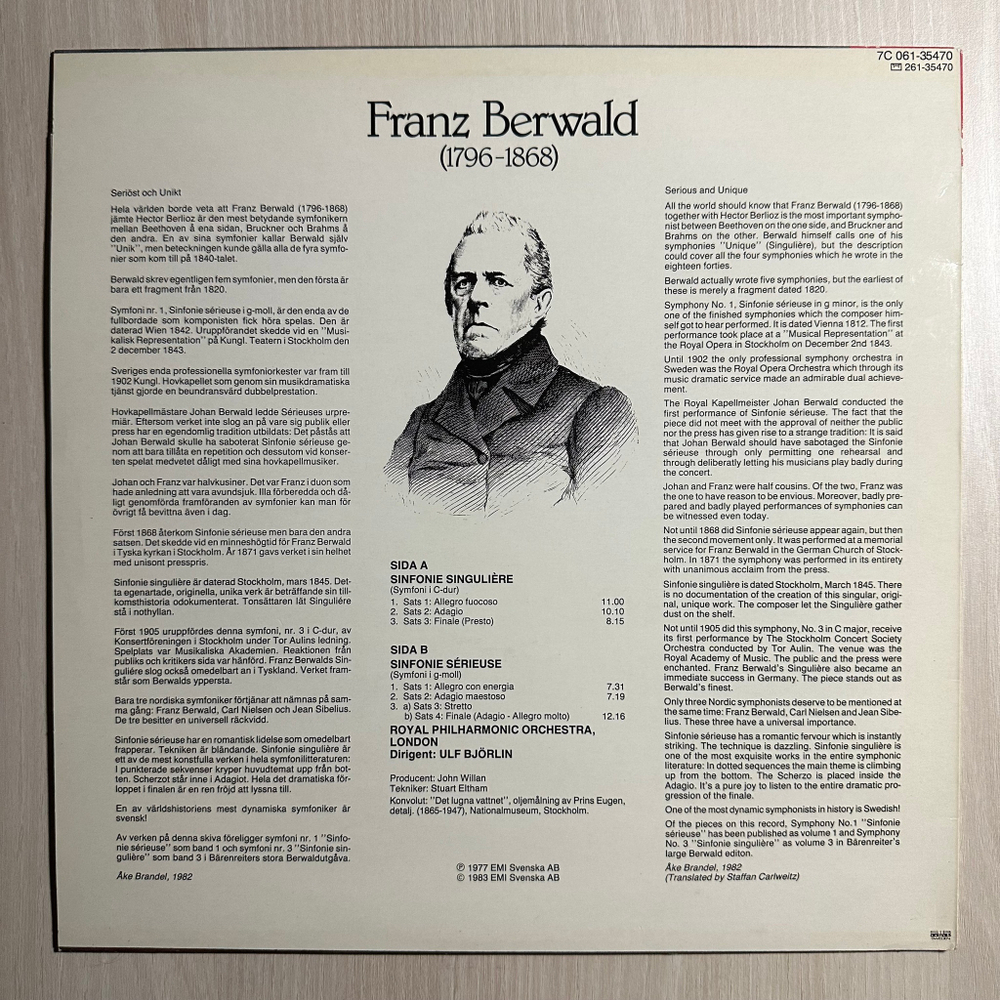 7C 061-35470
261-35470
Franz Berwald
(1796-1868)
Seriöst och Unikt
Hela världen borde veta att Franz Berwald (1796-1868)
jämte Hector Berlioz är den mest betydande symfonikern
mellan Beethoven å ena sidan, Bruckner och Brahms å
den andra. En av sina symfonier kallar Berwald själv
"Unik", men beteckningen kunde gälla alla de fyra symfo-
nier som kom till på 1840-talet.
Berwald skrev egentligen fem symfonier, men den första är
bara ett fragment från 1820.
Symfoni nr. 1, Sinfonie sérieuse i g-moll, är den enda av de
fullbordade som komponisten fick höra spelas. Den är
daterad Wien 1842. Uruppförandet skedde vid en "Musi-
kalisk Representation" på Kungl. Teatern i Stockholm den
2 december 1843.
Sveriges enda professionella symfoniorkester var fram till
1902 Kungl. Hovkapellet som genom sin musikdramatiska
tjänst gjorde en beundransvärd dubbelprestation.
Hovkapellmästare Johan Berwald ledde Sérieuses urpre-
miär. Eftersom verket inte slog an på vare sig publik eller
press har en egendomlig tradition utbildats: Det påstås att
Johan Berwald skulle ha saboterat Sinfonie sérieuse ge-
nom att bara tillåta en repetition och dessutom vid konser-
ten spelat medvetet dåligt med sina hovkapellmusiker.
Johan och Franz var halvkusiner. Det var Franz i duon som
hade anledning att vara avundsjuk. Illa förberedda och då-
ligt genomförda framföranden av symfonier kan man för
övrigt få bevittna även i dag.
Först 1868 återkom Sinfonie sérieuse men bara den andra
satsen. Det skedde vid en minneshögtid för Franz Berwald
i Tyska kyrkan i Stockholm. År 1871 gavs verket i sin helhet
med unisont presspris.
Sinfonie singulière är daterad Stockholm, mars 1845. Det-
ta egenartade, originella, unika verk är beträffande sin till-
komsthistoria odokumenterat. Tonsättaren lät Singulière
stå i nothyllan.
Först 1905 uruppfördes denna symfoni, nr. 3 i C-dur, av
Konsertföreningen i Stockholm under Tor Aulins ledning.
Spelplats var Musikaliska Akademien. Reaktionen från
publiks och kritikers sida var hänförd. Franz Berwalds Sin-
gulière slog också omedelbart an i Tyskland. Verket fram-
står som Berwalds yppersta.
Bara tre nordiska symfoniker förtjänar att nämnas på sam-
ma gång: Franz Berwald, Carl Nielsen och Jean Sibelius.
De tre besitter en universell räckvidd.
Sinfonie sérieuse har en romantisk lidelse som omedelbart
frapperar. Tekniken är bländande. Sinfonie singulière är
ett av de mest konstfulla verken i hela symfonilitteraturen:
I punkterade sekvenser kryper huvudtemat upp från bot-
ten. Scherzot står inne i Adagiot. Hela det dramatiska för-
loppet i finalen är en ren fröjd att lyssna till.
En av världshistoriens mest dynamiska symfoniker är
svensk!
Av verken på denna skiva föreligger symfoni nr. 1 "Sinfo-
nie sérieuse" som band 1 och symfoni nr. 3 "Sinfonie sin-
gulière" som band 3 i Bärenreiters stora Berwaldutgåva.
Åke Brandel, 1982
SIDA A
SINFONIE SINGULIÈRE
(Symfoni i C-dur)
1. Sats 1: Allegro fuocoso 11.00
2. Sats 2: Adagio 10.10
3. Sats 3: Finale (Presto) 8.15
SIDA B
SINFONIE SÉRIEUSE
(Symfoni i g-moll)
1. Sats 1: Allegro con energia 7.31
2. Sats 2: Adagio maestoso 7.19
3. a) Sats 3: Stretto
b) Sats 4: Finale (Adagio - Allegro molto) 12.16
ROYAL PHILHARMONIC ORCHESTRA,
LONDON
Dirigent: ULF BJÖRLIN
Producent: John Willan
Tekniker: Stuart Eltham
Konvolut: "Det lugna vattnet", oljemålning av Prins Eugen,
detalj. (1865-1947), Nationalmuseum, Stockholm.
℗ 1977 EMI Svenska AB
© 1983 EMI Svenska AB
Serious and Unique
All the world should know that Franz Berwald (1796-1868)
together with Hector Berlioz is the most important sympho-
nist between Beethoven on the one side, and Bruckner and
Brahms on the other. Berwald himself calls one of his
symphonies "Unique" (Singulière), but the description
could cover all the four symphonies which he wrote in the
eighteen forties.
Berwald actually wrote five symphonies, but the earliest of
these is merely a fragment dated 1820.
Symphony No. 1, Sinfonie sérieuse in g minor, is the only
one of the finished symphonies which the composer him-
self got to hear performed. It is dated Vienna 1812. The first
performance took place at a "Musical Representation" at
the Royal Opera in Stockholm on December 2nd 1843.
Until 1902 the only professional symphony orchestra in
Sweden was the Royal Opera Orchestra which through its
music dramatic service made an admirable dual achieve-
ment.
The Royal Kapellmeister Johan Berwald conducted the
first performance of Sinfonie sérieuse. The fact that the
piece did not meet with the approval of neither the public
nor the press has given rise to a strange tradition: It is said
that Johan Berwald should have sabotaged the Sinfonie
sérieuse through only permitting one rehearsal and
through deliberately letting his musicians play badly during
the concert.
Johan and Franz were half cousins. Of the two, Franz was
the one to have reason to be envious. Moreover, badly pre-
pared and badly played performances of symphonies can
be witnessed even today.
Not until 1868 did Sinfonie sérieuse appear again, but then
the second movement only. It was performed at a memorial
service for Franz Berwald in the German Church of Stock-
holm. In 1871 the symphony was performed in its entirety
with unanimous acclaim from the press.
Sinfonie singulière is dated Stockholm, March 1845. There
is no documentation of the creation of this singular, origi-
nal, unique work. The composer let the Singulière gather
dust on the shelf.
Not until 1905 did this symphony, No. 3 in C major, receive
its first performance by The Stockholm Concert Society
Orchestra conducted by Tor Aulin. The venue was the
Royal Academy of Music. The public and the press were
enchanted. Franz Berwald's Singulière also became an
immediate success in Germany. The piece stands out as
Berwald's finest.
Only three Nordic symphonists deserve to be mentioned at
the same time: Franz Berwald, Carl Nielsen and Jean Sibe-
lius. These three have a universal importance.
Sinfonie sérieuse has a romantic fervour which is instantly
striking. The technique is dazzling. Sinfonie singulière is
one of the most exquisite works in the entire symphonic
literature: In dotted sequences the main theme is climbing
up from the bottom. The Scherzo is placed inside the
Adagio. It's a pure joy to listen to the entire dramatic pro-
gression of the finale.
One of the most dynamic symphonists in history is Swedish!
Of the pieces on this record, Symphony No.1 "Sinfonie
sérieuse" has been published as volume 1 and Symphony
No. 3 "Sinfonie singulière" as volume 3 in Bärenreiter's
large Berwald editon.
Åke Brandel, 1982
(Translated by Staffan Carlweitz)